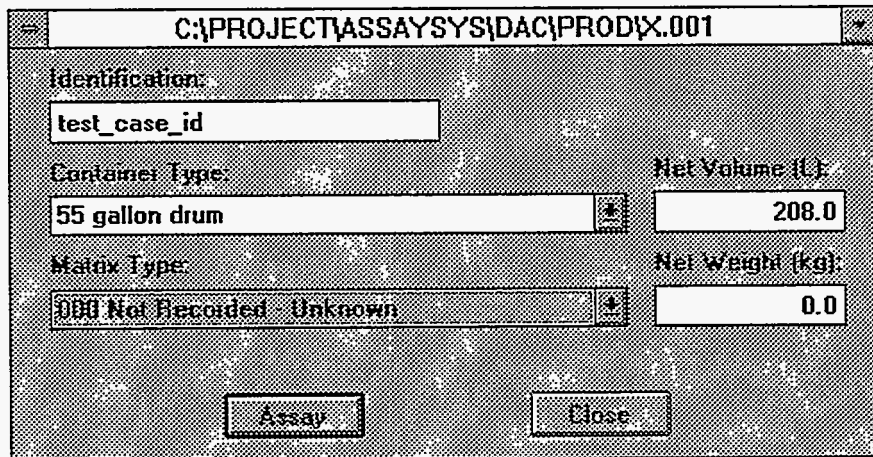 C:\PROJECT\ASSAYSYS\DAC\PROD\X.001
Identification:
test_case_id
Container Type:
Net Volume (L):
55 gallon drum
208.0
Matrix Type:
Net Weight (kg):
000 Not Recorded - Unknown
0.0
Assay
Close